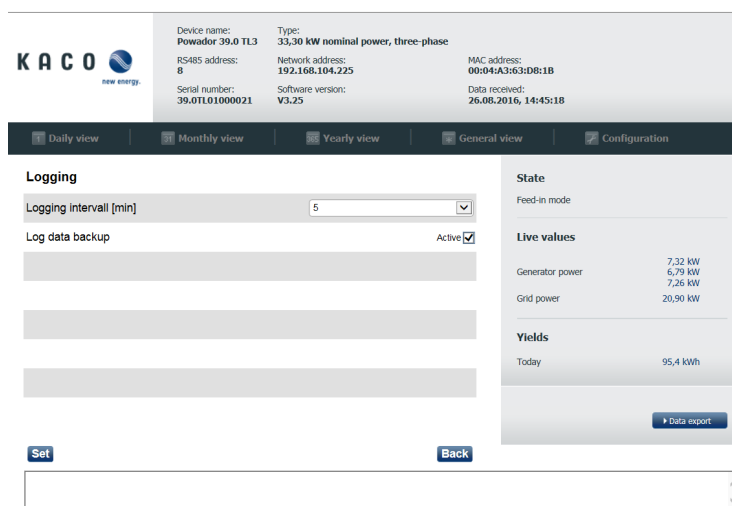 KACO
new energy.
Device name:
Powador 39.0 TL3
Type:
33,30 kW nominal power, three-phase
RS485 address:
8
Network address:
192.168.104.225
MAC address:
00:04:A3:63:D8:1B
Serial number:
39.0TL01000021
Software version:
V3.25
Data received:
26.08.2016, 14:45:18
1 Daily view
31 Monthly view
365 Yearly view
General view
Configuration
Logging
Logging intervall [min]
5
Log data backup
Active
Set
Back
State
Feed-in mode
Live values
Generator power
7,32 kW
6,79 kW
7,26 kW
Grid power
20,90 kW
Yields
Today
95,4 kWh
Data export